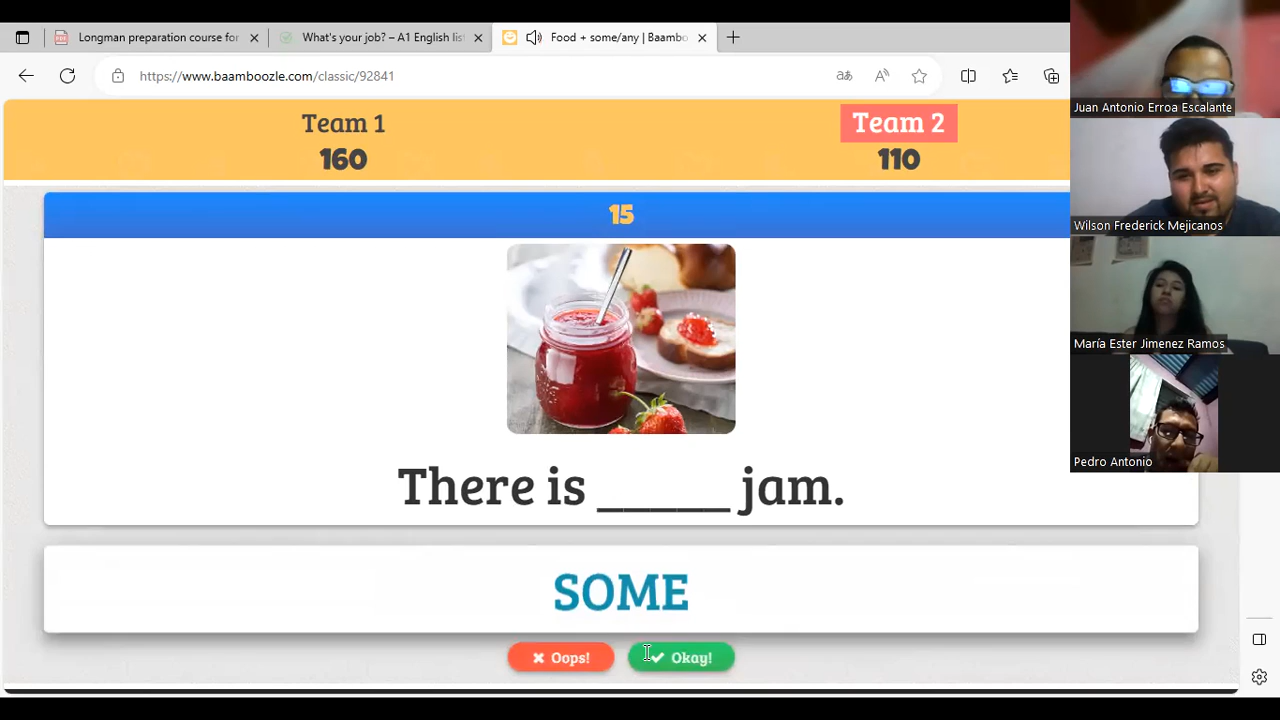 Longman preparation course for
What's your job? – A1 English list
Food + some/any | Baambo
https://www.baamboozle.com/classic/92841
Team 1
160
Team 2
110
15
There is _____ jam.
SOME
Oops!
Okay!
Juan Antonio Erroa Escalante
Wilson Frederick Mejicanos
María Ester Jimenez Ramos
Pedro Antonio